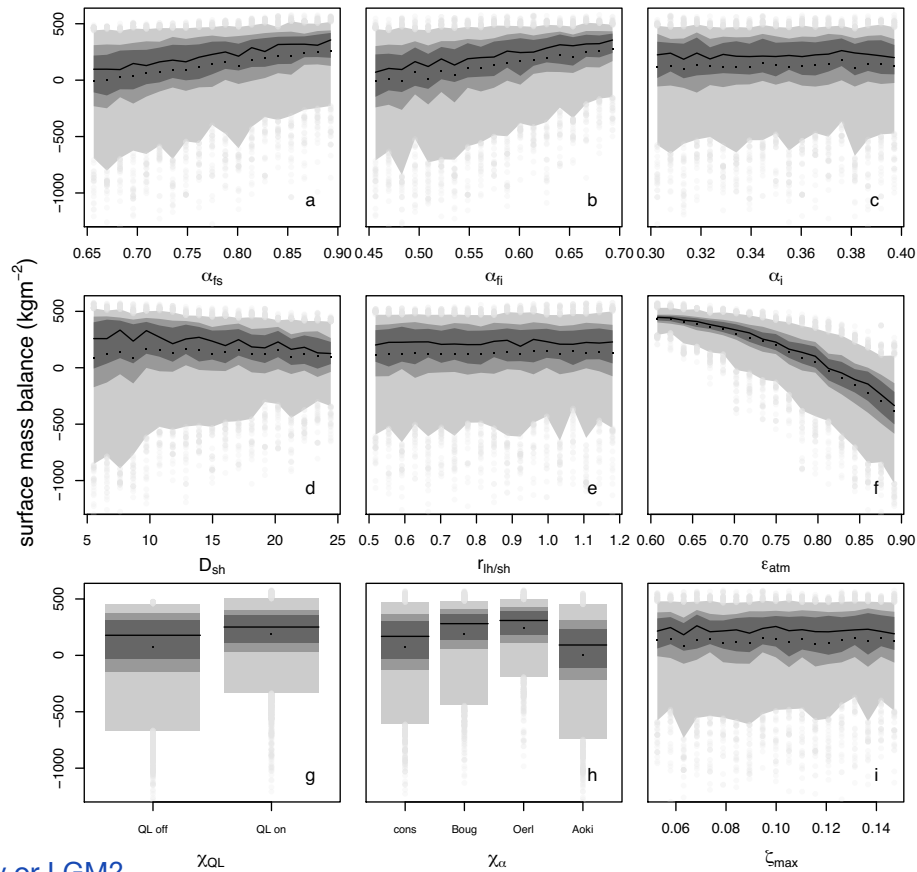 surface mass balance (kgm⁻²)
500
0
−500
−1000
a
b
c
0.65 0.70 0.75 0.80 0.85 0.90
0.45 0.50 0.55 0.60 0.65 0.70
0.30 0.32 0.34 0.36 0.38 0.40
αfs
αfi
αi
500
0
−500
−1000
d
e
f
5 10 15 20 25
0.5 0.6 0.7 0.8 0.9 1.0 1.1 1.2
0.60 0.70 0.75 0.80 0.85 0.90
Dsh
rlh/sh
εatm
500
0
−500
−1000
g
h
i
QL off QL on
cons Boug Oerl Aoki
0.06 0.08 0.10 0.12 0.14
χQL
χα
ζmax
or LGM2